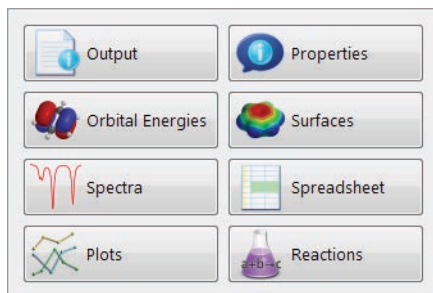 Output
Properties
Orbital Energies
Surfaces
Spectra
Spreadsheet
Plots
Reactions
a+b→c